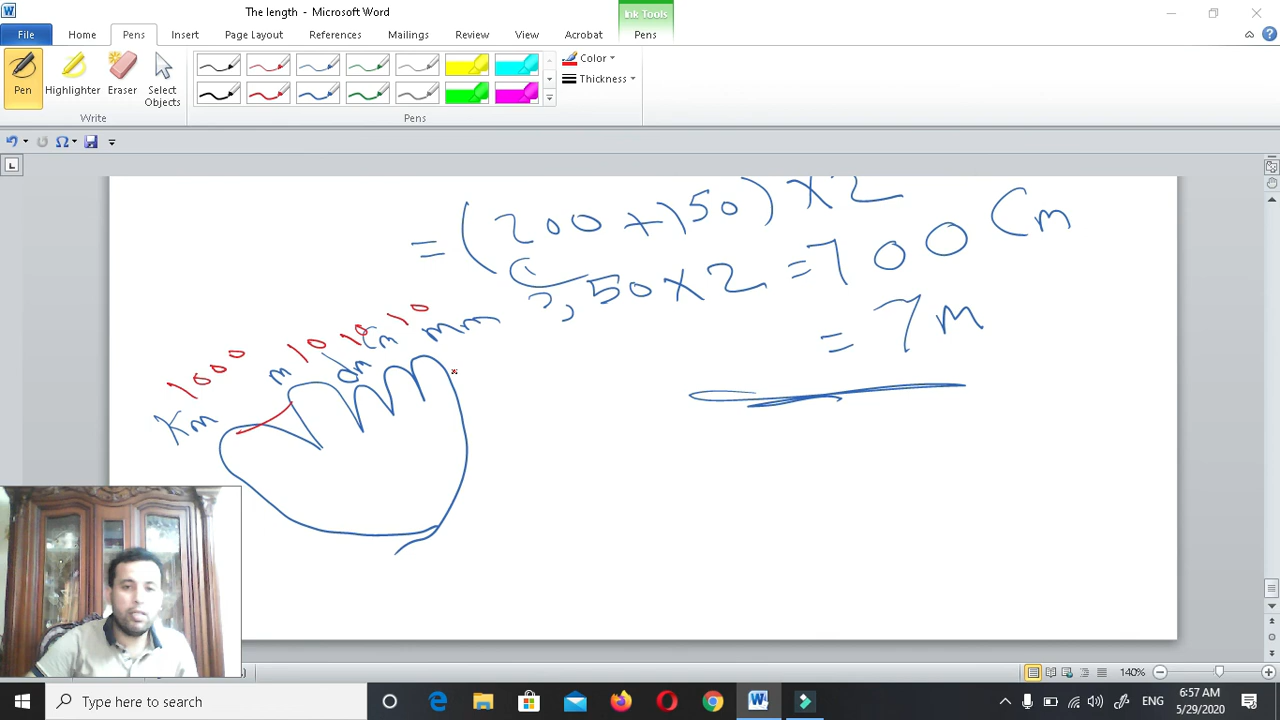 The length - Microsoft Word
Ink Tools
File Home Pens Insert Page Layout References Mailings Review View Acrobat Pens
Pen Highlighter Eraser Select Objects
Color
Thickness
Write Pens
= (200 + 150) × 2
350 × 2 = 700 Cm
= 7 m
1000 10 10 10
Km m dm Cm mm
140%
Type here to search
ENG
6:57 AM
5/29/2020